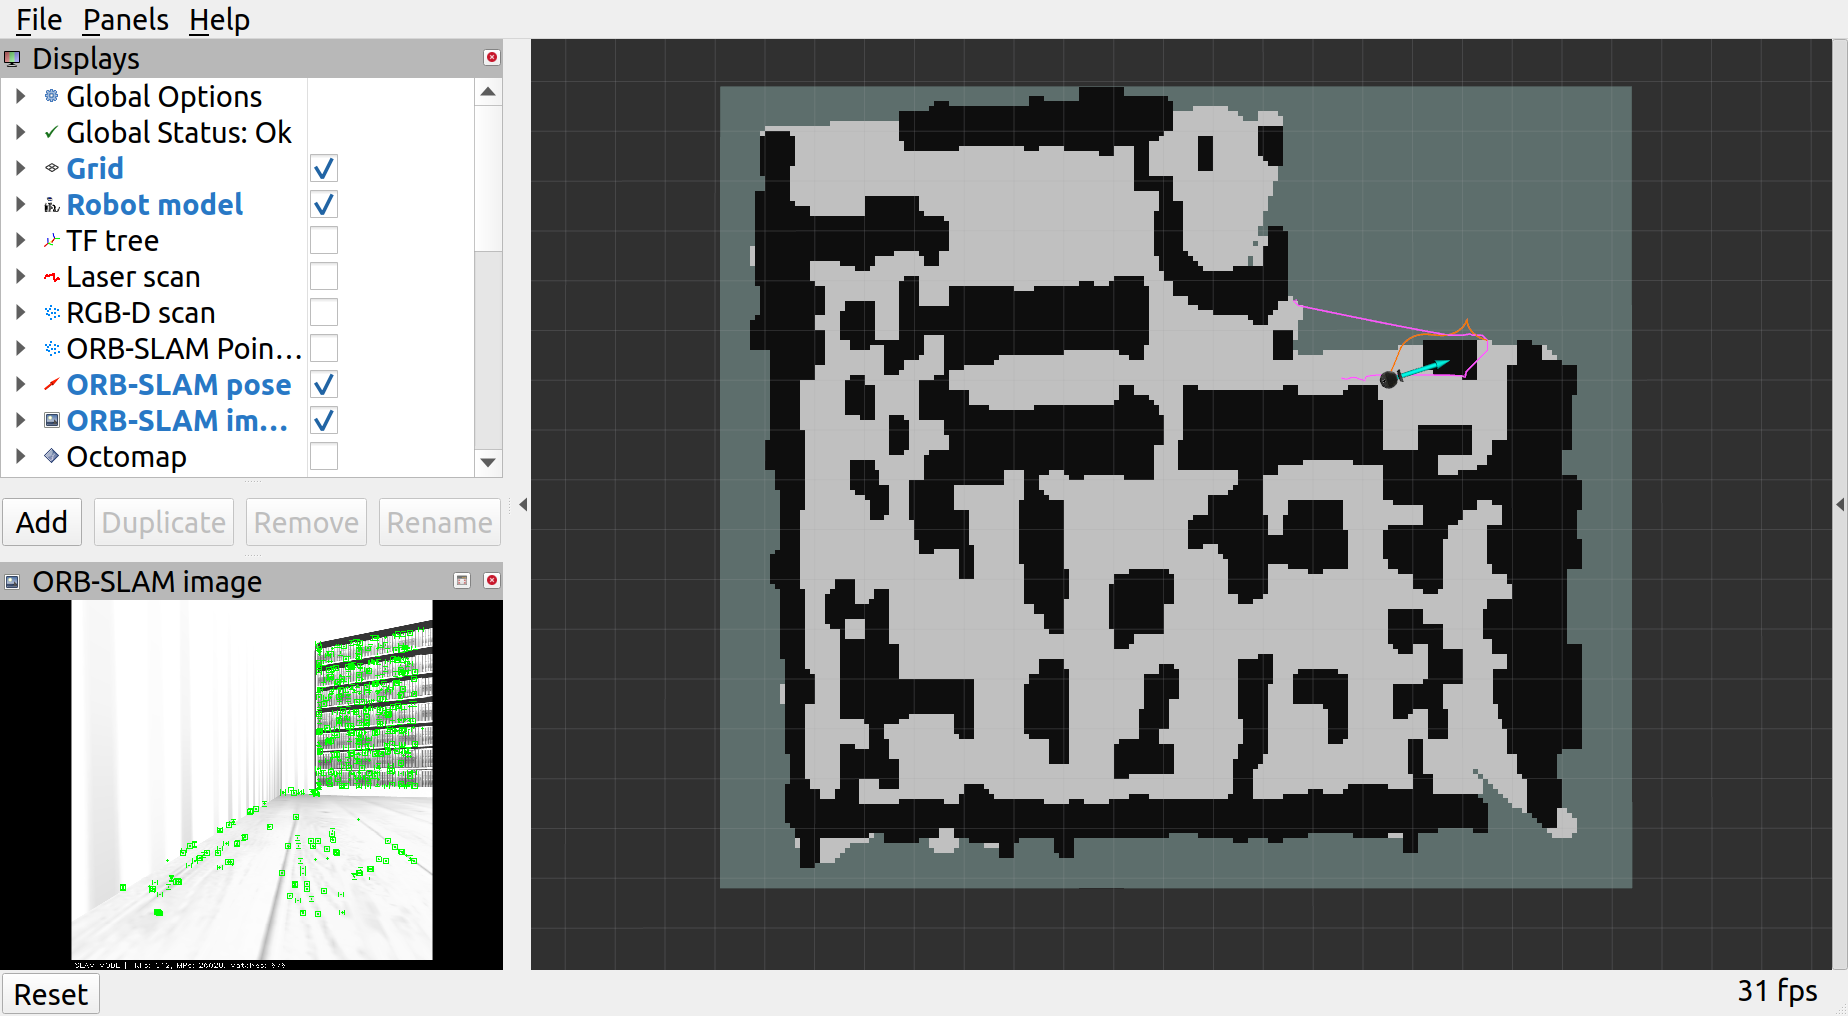 File Panels Help
Displays
Global Options
Global Status: Ok
Grid
Robot model
TF tree
Laser scan
RGB-D scan
ORB-SLAM Poin...
ORB-SLAM pose
ORB-SLAM im...
Octomap
Add Duplicate Remove Rename
ORB-SLAM image
SLAM MODE |
Reset
31 fps